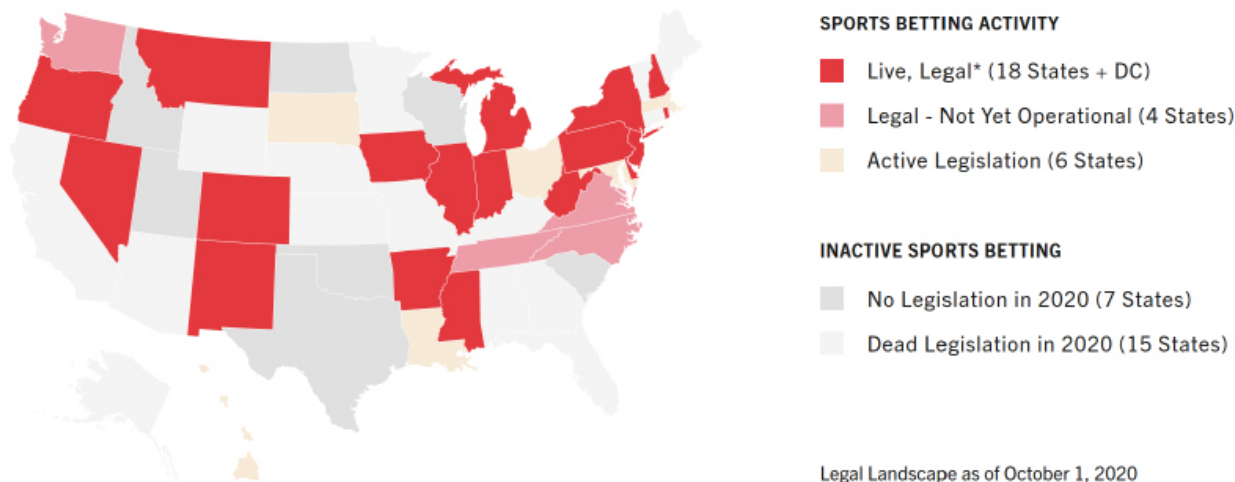 SPORTS BETTING ACTIVITY
Live, Legal* (18 States + DC)
Legal - Not Yet Operational (4 States)
Active Legislation (6 States)
INACTIVE SPORTS BETTING
No Legislation in 2020 (7 States)
Dead Legislation in 2020 (15 States)
Legal Landscape as of October 1, 2020